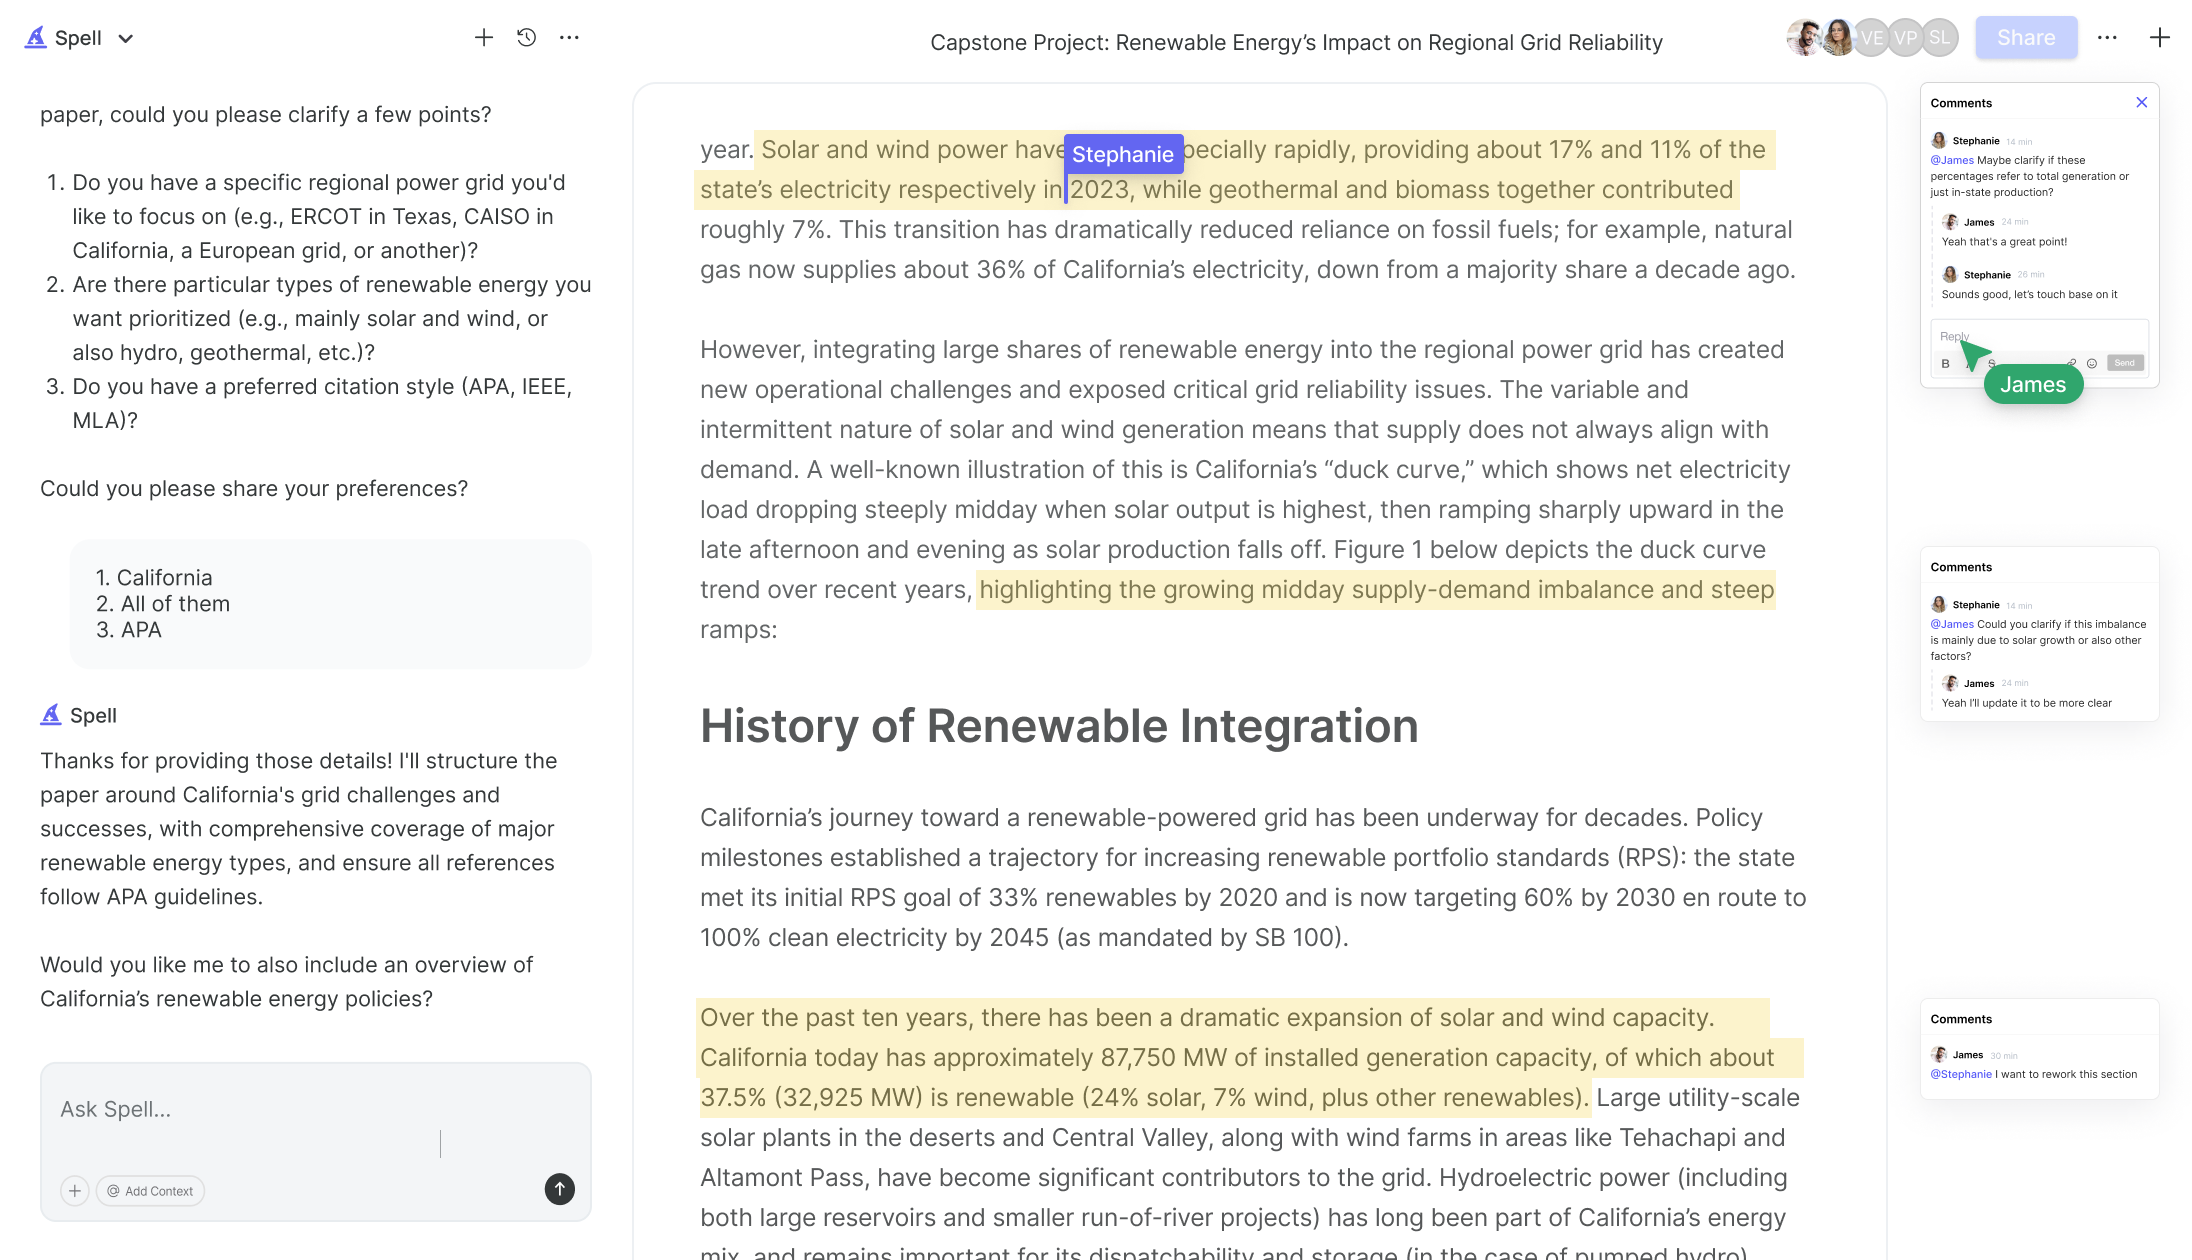 Spell
Capstone Project: Renewable Energy’s Impact on Regional Grid Reliability
VE
VP
SL
Share
paper, could you please clarify a few points?
1. Do you have a specific regional power grid you'd
like to focus on (e.g., ERCOT in Texas, CAISO in
California, a European grid, or another)?
2. Are there particular types of renewable energy you
want prioritized (e.g., mainly solar and wind, or
also hydro, geothermal, etc.)?
3. Do you have a preferred citation style (APA, IEEE,
MLA)?
Could you please share your preferences?
1. California
2. All of them
3. APA
Spell
Thanks for providing those details! I'll structure the
paper around California's grid challenges and
successes, with comprehensive coverage of major
renewable energy types, and ensure all references
follow APA guidelines.
Would you like me to also include an overview of
California’s renewable energy policies?
Ask Spell...
Add Context
year. Solar and wind power have pecially rapidly, providing about 17% and 11% of the
Stephanie
state’s electricity respectively in 2023, while geothermal and biomass together contributed
roughly 7%. This transition has dramatically reduced reliance on fossil fuels; for example, natural
gas now supplies about 36% of California’s electricity, down from a majority share a decade ago.
However, integrating large shares of renewable energy into the regional power grid has created
new operational challenges and exposed critical grid reliability issues. The variable and
intermittent nature of solar and wind generation means that supply does not always align with
demand. A well-known illustration of this is California’s “duck curve,” which shows net electricity
load dropping steeply midday when solar output is highest, then ramping sharply upward in the
late afternoon and evening as solar production falls off. Figure 1 below depicts the duck curve
trend over recent years, highlighting the growing midday supply-demand imbalance and steep
ramps:
History of Renewable Integration
California’s journey toward a renewable-powered grid has been underway for decades. Policy
milestones established a trajectory for increasing renewable portfolio standards (RPS): the state
met its initial RPS goal of 33% renewables by 2020 and is now targeting 60% by 2030 en route to
100% clean electricity by 2045 (as mandated by SB 100).
Over the past ten years, there has been a dramatic expansion of solar and wind capacity.
California today has approximately 87,750 MW of installed generation capacity, of which about
37.5% (32,925 MW) is renewable (24% solar, 7% wind, plus other renewables). Large utility-scale
solar plants in the deserts and Central Valley, along with wind farms in areas like Tehachapi and
Altamont Pass, have become significant contributors to the grid. Hydroelectric power (including
both large reservoirs and smaller run-of-river projects) has long been part of California’s energy
mix, and remains important for its dispatchability and storage (in the case of pumped hydro).
Comments
Stephanie 14 min
@James Maybe clarify if these
percentages refer to total generation or
just in-state production?
James 24 min
Yeah that's a great point!
Stephanie 26 min
Sounds good, let’s touch base on it
Reply
B S Send
James
Comments
Stephanie 14 min
@James Could you clarify if this imbalance
is mainly due to solar growth or also other
factors?
James 24 min
Yeah I’ll update it to be more clear
Comments
James 30 min
@Stephanie I want to rework this section